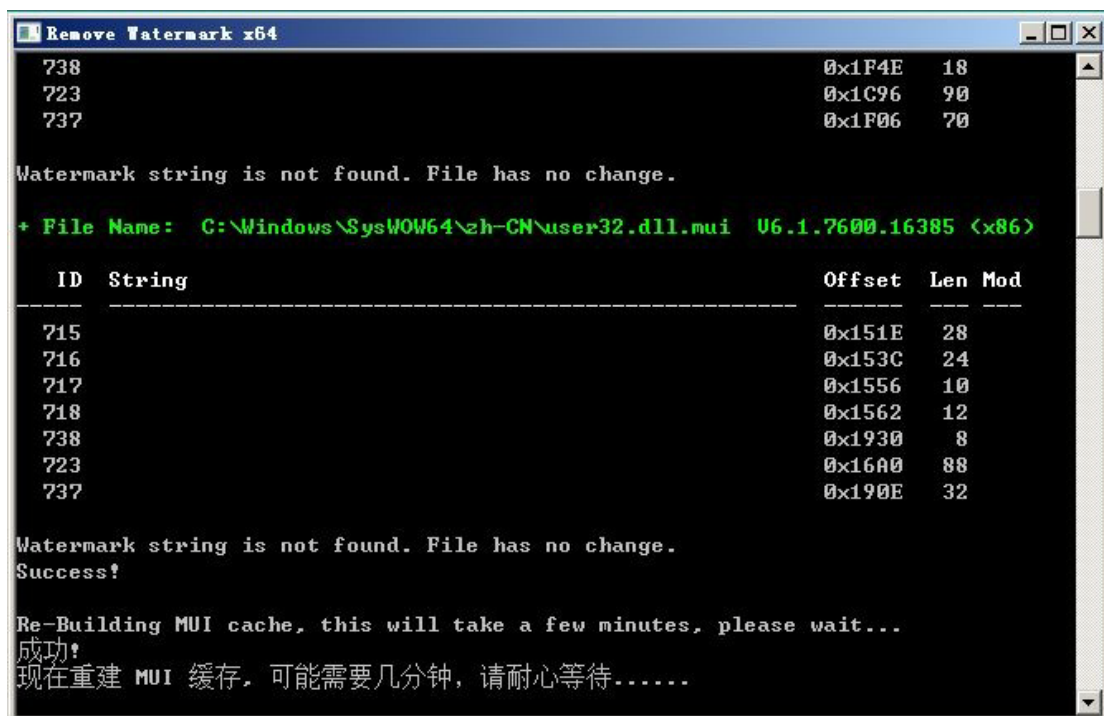 Remove Watermark x64
738 0x1F4E 18
723 0x1C96 90
737 0x1F06 70
Watermark string is not found. File has no change.
+ File Name: C:\Windows\SysWOW64\zh-CN\user32.dll.mui V6.1.7600.16385 (x86)
ID String Offset Len Mod
----- ------------------------------------------------------- ------ --- ---
715 0x151E 28
716 0x153C 24
717 0x1556 10
718 0x1562 12
738 0x1930 8
723 0x16A0 88
737 0x190E 32
Watermark string is not found. File has no change.
Success!
Re-Building MUI cache, this will take a few minutes, please wait...
成功!
现在重建 MUI 缓存，可能需要几分钟，请耐心等待......